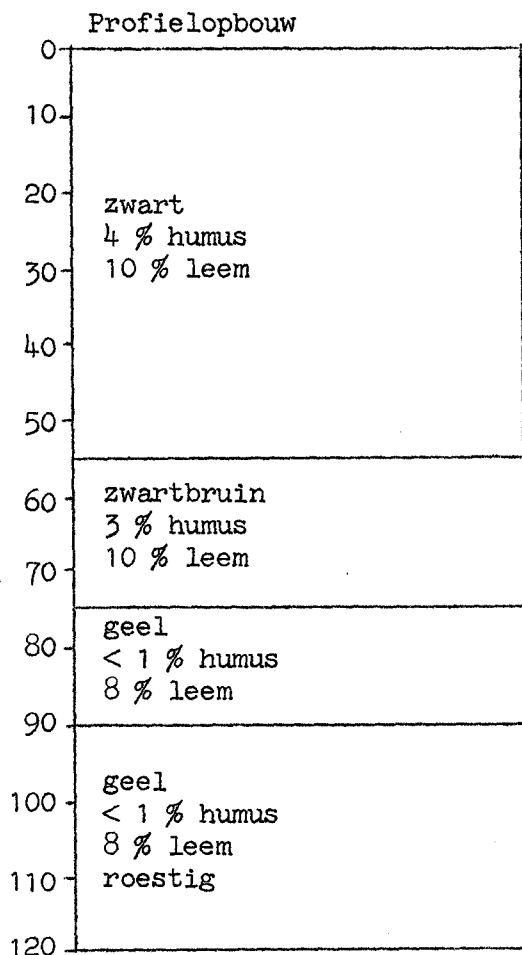 Profielopbouw
0
10
20
zwart
4 % humus
30
10 % leem
40
50
60
zwartbruin
3 % humus
10 % leem
70
geel
80
< 1 % humus
8 % leem
90
geel
100
< 1 % humus
8 % leem
110
roestig
120